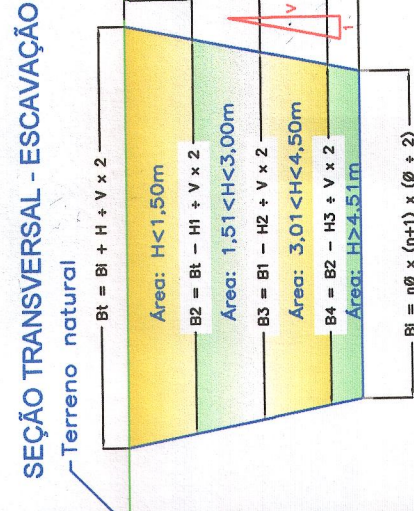 SEÇÃO TRANSVERSAL - ESCAVAÇÃO
Terreno natural
Bt = Bi + H ÷ V x 2
Área: H<1,50m
B2 = Bt - H1 ÷ V x 2
Área: 1,51<H<3,00m
B3 = B1 - H2 ÷ V x 2
Área: 3,01<H<4,50m
B4 = B2 - H3 ÷ V x 2
Área: H>4,51m
Bi = nø x (n+1) x (ø ÷ 2)
V
1